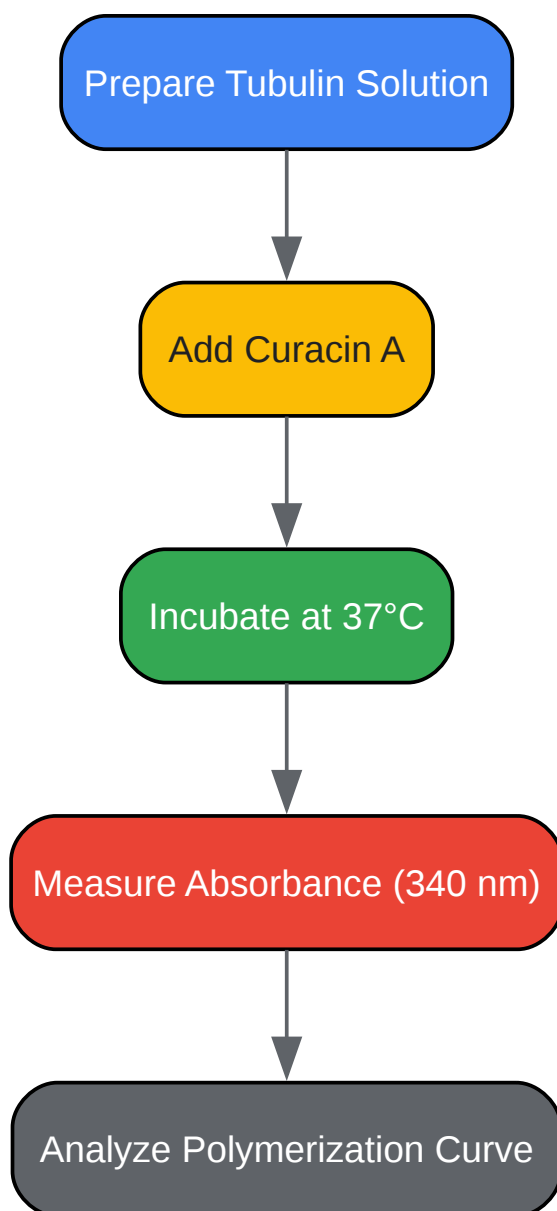 Prepare Tubulin Solution
Add Curacin A
Incubate at 37°C
Measure Absorbance (340 nm)
Analyze Polymerization Curve